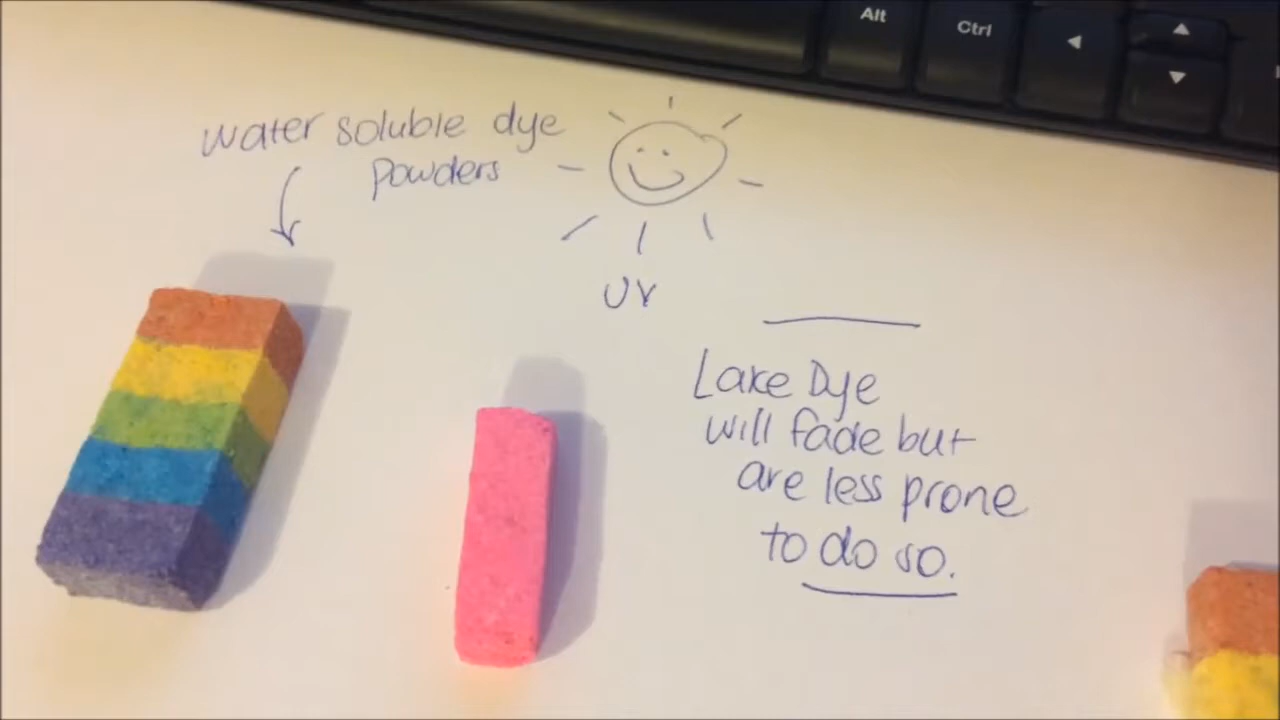 Alt
Ctrl
water soluble dye
powders
UV
Lake Dye
will fade but
are less prone
to do so.